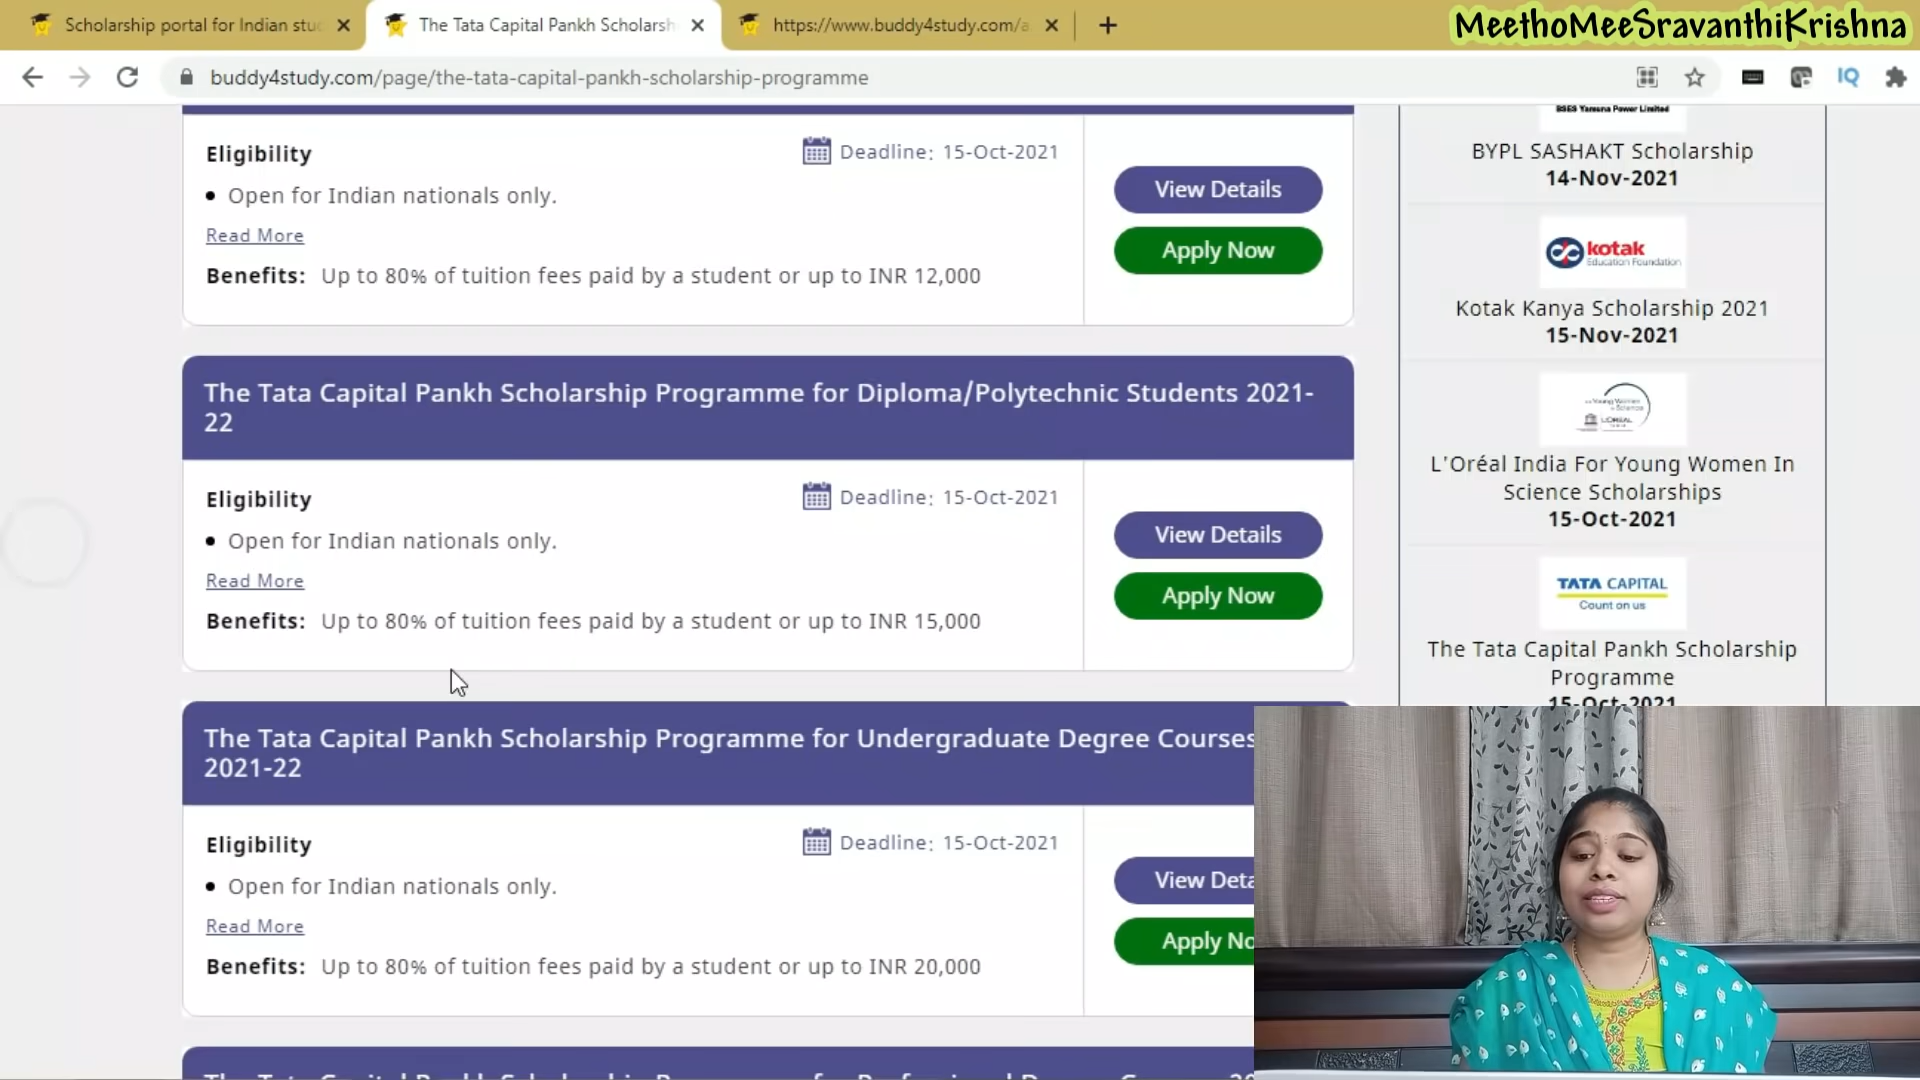 Scholarship portal for Indian stu
The Tata Capital Pankh Scholarsh
https://www.buddy4study.com/a
MeethoMeeSravanthiKrishna
buddy4study.com/page/the-tata-capital-pankh-scholarship-programme
IQ
Eligibility
Deadline: 15-Oct-2021
• Open for Indian nationals only.
Read More
Benefits: Up to 80% of tuition fees paid by a student or up to INR 12,000
View Details
Apply Now
The Tata Capital Pankh Scholarship Programme for Diploma/Polytechnic Students 2021-
22
Eligibility
Deadline: 15-Oct-2021
• Open for Indian nationals only.
Read More
Benefits: Up to 80% of tuition fees paid by a student or up to INR 15,000
View Details
Apply Now
The Tata Capital Pankh Scholarship Programme for Undergraduate Degree Courses
2021-22
Eligibility
Deadline: 15-Oct-2021
• Open for Indian nationals only.
Read More
Benefits: Up to 80% of tuition fees paid by a student or up to INR 20,000
View Deta
Apply No
BSES Yamuna Power Limited
BYPL SASHAKT Scholarship
14-Nov-2021
kotak
Education Foundation
Kotak Kanya Scholarship 2021
15-Nov-2021
L'ORÉAL
L'Oréal India For Young Women In
Science Scholarships
15-Oct-2021
TATA CAPITAL
Count on us
The Tata Capital Pankh Scholarship
Programme
15-Oct-2021